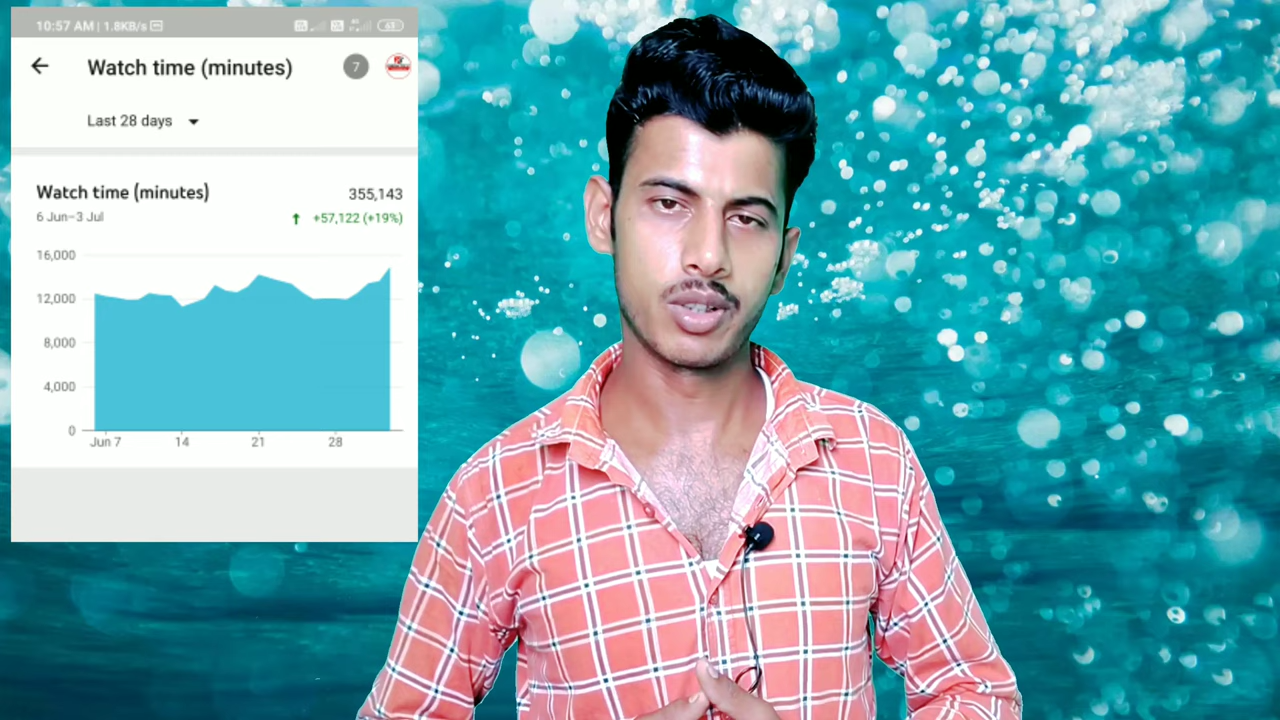 10:57 AM | 1.8KB/s
63
Watch time (minutes)
7
Last 28 days
Watch time (minutes)
355,143
6 Jun–3 Jul
+57,122 (+19%)
16,000
12,000
8,000
4,000
0
Jun 7
14
21
28